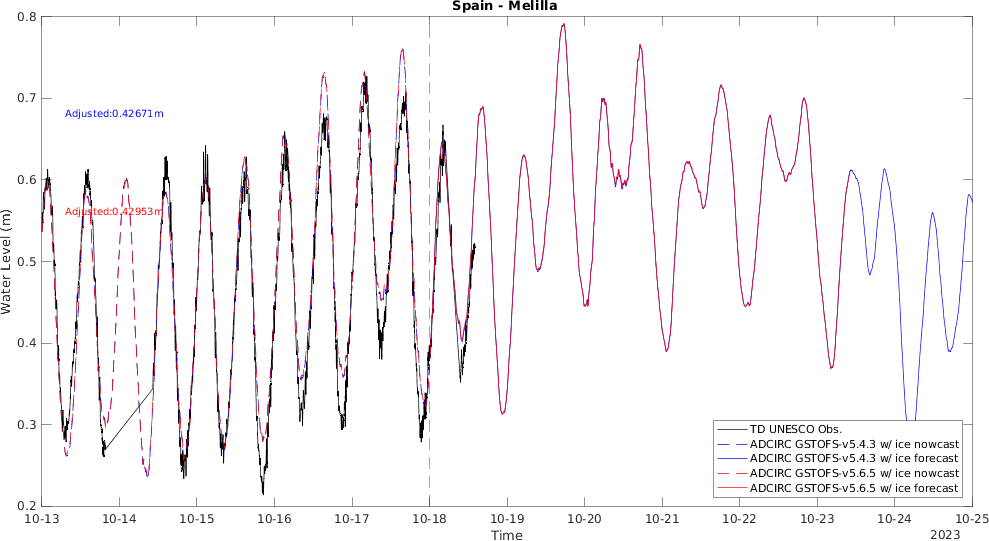 Spain - Melilla
0.8
0.7
0.6
0.5
0.4
0.3
0.2
Water Level (m)
Adjusted:0.42671m
Adjusted:0.42953m
TD UNESCO Obs.
ADCIRC GSTOFS-v5.4.3 w/ ice nowcast
ADCIRC GSTOFS-v5.4.3 w/ ice forecast
ADCIRC GSTOFS-v5.6.5 w/ ice nowcast
ADCIRC GSTOFS-v5.6.5 w/ ice forecast
10-13 10-14 10-15 10-16 10-17 10-18 10-19 10-20 10-21 10-22 10-23 10-24 10-25
Time
2023